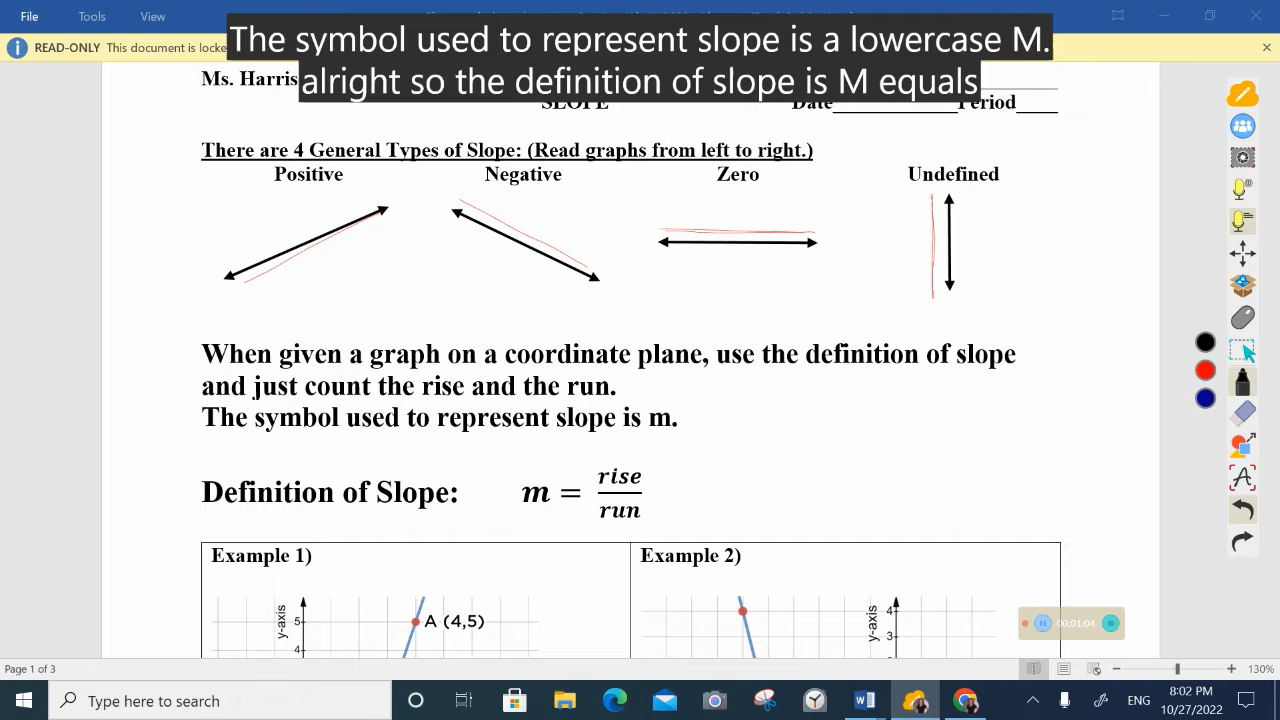 File Tools View
The symbol used to represent slope is a lowercase M.
alright so the definition of slope is M equals
READ-ONLY This document is locke
Ms. Harris
SLOPE Date____________Period____
There are 4 General Types of Slope: (Read graphs from left to right.)
Positive Negative Zero Undefined
When given a graph on a coordinate plane, use the definition of slope
and just count the rise and the run.
The symbol used to represent slope is m.
Definition of Slope: m = rise/run
Example 1) Example 2)
y-axis 5 A (4,5) y-axis 4
4 3
00:01:04
Page 1 of 3 130%
Type here to search ENG 8:02 PM
10/27/2022